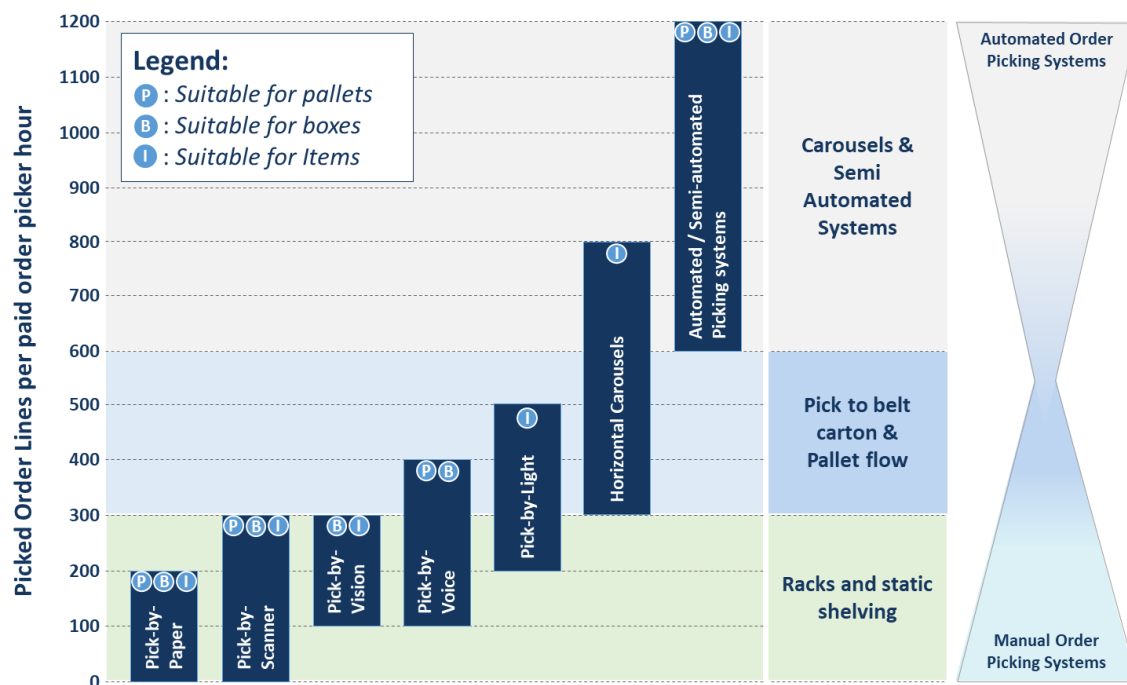 Picked Order Lines per paid order picker hour
1200
1100
1000
900
800
700
600
500
400
300
200
100
0
Legend:
P : Suitable for pallets
B : Suitable for boxes
I : Suitable for Items
P B I
Pick-by-
Paper
P B I
Pick-by-
Scanner
B I
Pick-by-
Vision
P B
Pick-by-
Voice
I
Pick-by-Light
I
Horizontal Carousels
P B I
Automated / Semi-automated
Picking systems
Carousels &
Semi
Automated
Systems
Pick to belt
carton &
Pallet flow
Racks and static
shelving
Automated Order
Picking Systems
Manual Order
Picking Systems